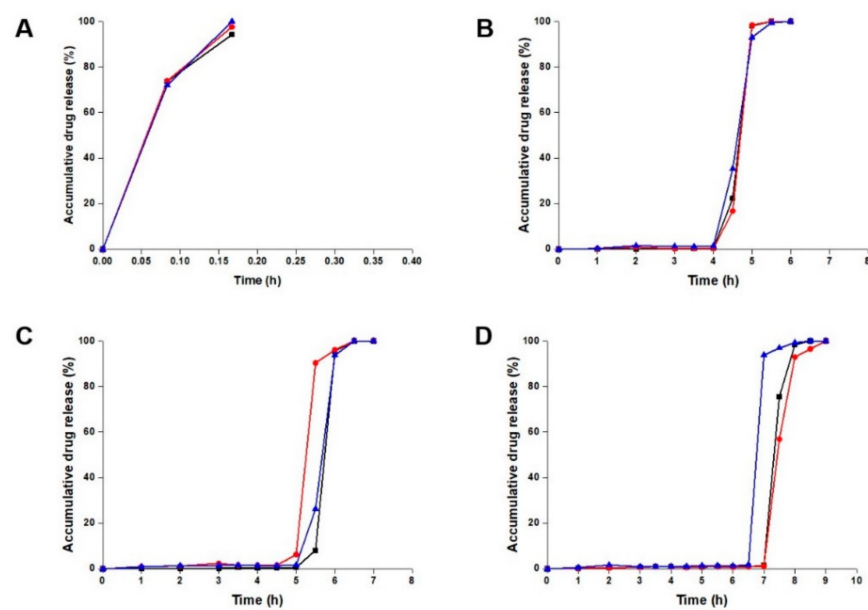 A
Accumulative drug release (%)
100
80
60
40
20
0
0.00 0.05 0.10 0.15 0.20 0.25 0.30 0.35 0.40
Time (h)
B
Accumulative drug release (%)
100
80
60
40
20
0
0 1 2 3 4 5 6 7 8
Time (h)
C
Accumulative drug release (%)
100
80
60
40
20
0
0 1 2 3 4 5 6 7 8
Time (h)
D
Accumulative drug release (%)
100
80
60
40
20
0
0 1 2 3 4 5 6 7 8 9 10
Time (h)